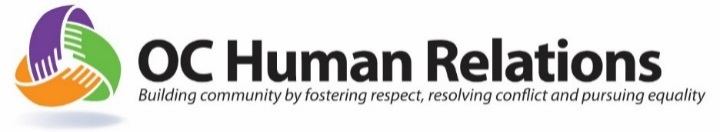 OC Human Relations
Building community by fostering respect, resolving conflict and pursuing equality